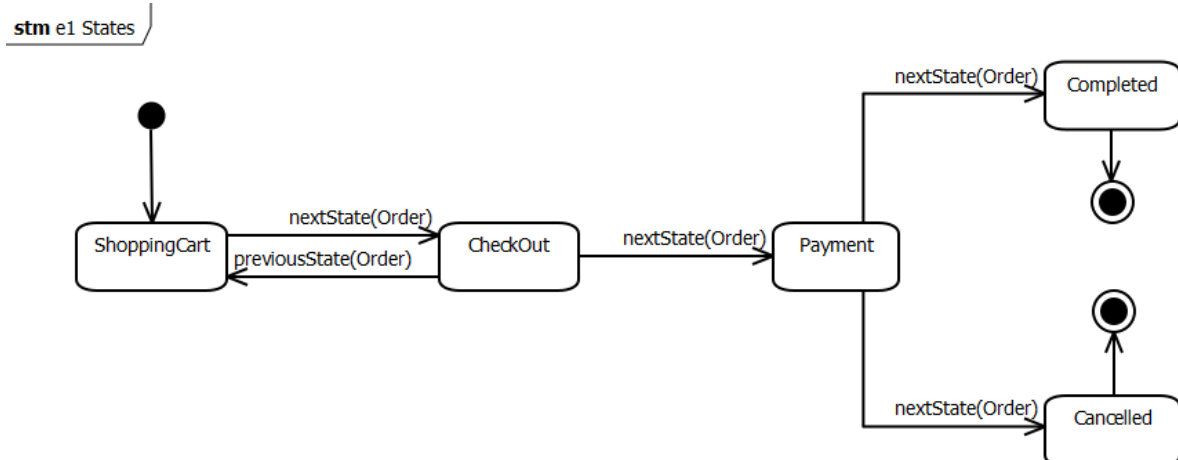 stm e1 States
nextState(Order)
Completed
ShoppingCart
nextState(Order)
previousState(Order)
CheckOut
nextState(Order)
Payment
nextState(Order)
Cancelled